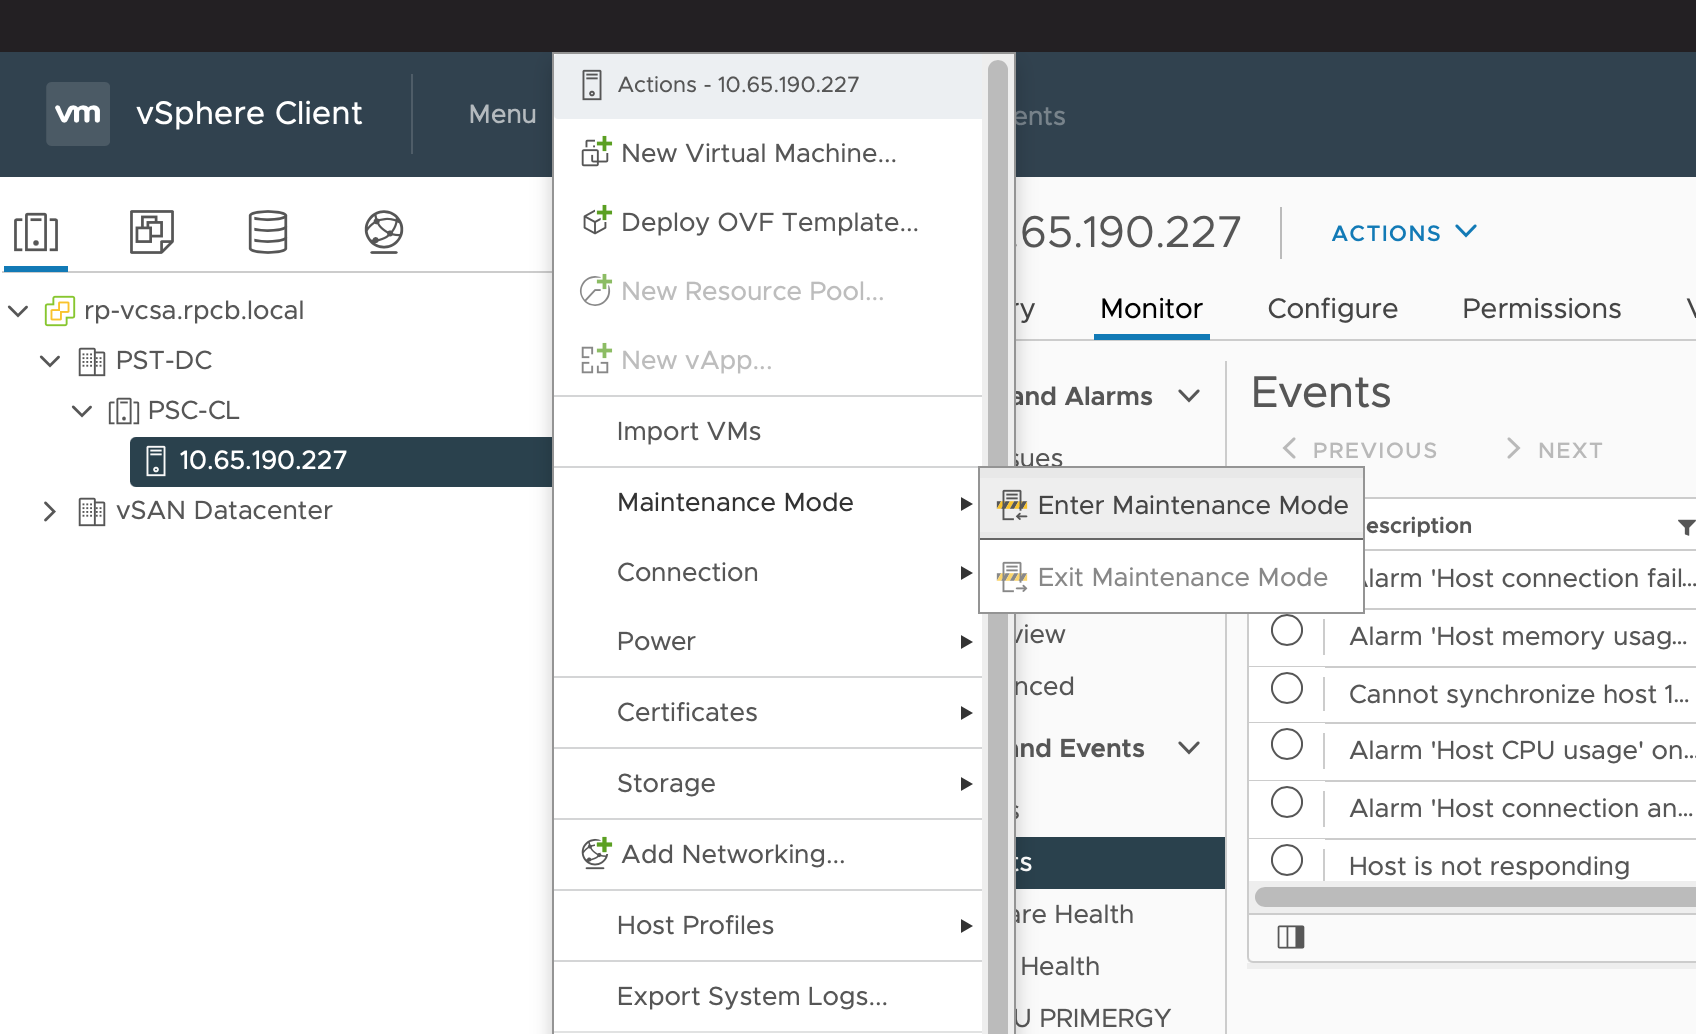 vm vSphere Client
Menu
ents
rp-vcsa.rpcb.local
PST-DC
PSC-CL
10.65.190.227
vSAN Datacenter
Actions - 10.65.190.227
New Virtual Machine...
Deploy OVF Template...
New Resource Pool...
New vApp...
Import VMs
Maintenance Mode
Connection
Power
Certificates
Storage
Add Networking...
Host Profiles
Export System Logs...
Enter Maintenance Mode
Exit Maintenance Mode
.65.190.227
ACTIONS
ry
Monitor
Configure
Permissions
and Alarms
sues
view
nced
and Events
s
ts
are Health
Health
U PRIMERGY
Events
PREVIOUS
NEXT
escription
Alarm 'Host connection fail...
Alarm 'Host memory usag...
Cannot synchronize host 1...
Alarm 'Host CPU usage' on...
Alarm 'Host connection an...
Host is not responding